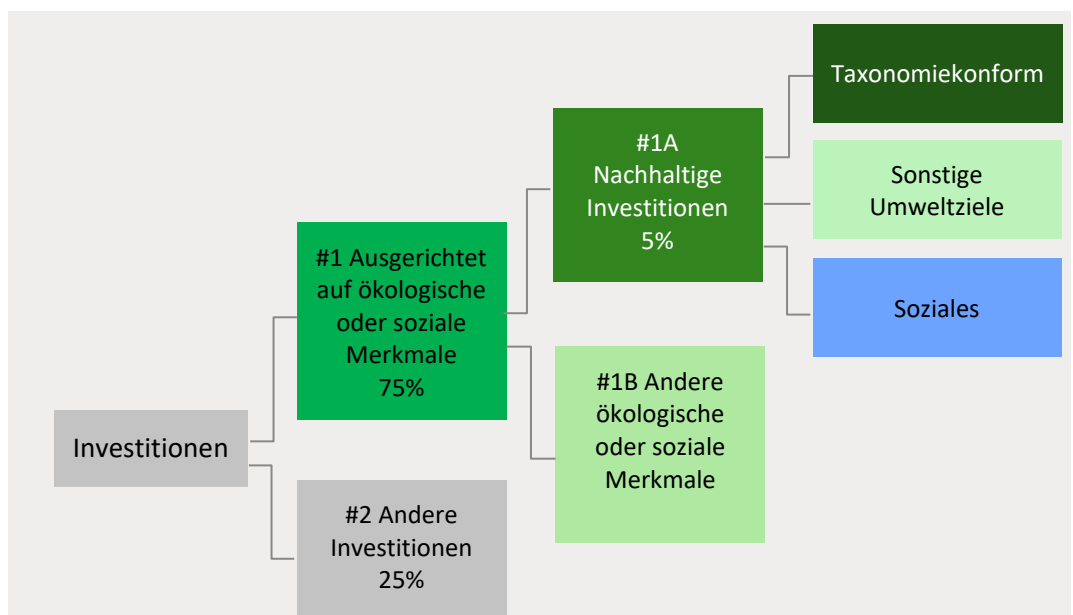 Investitionen
#1 Ausgerichtet
auf ökologische
oder soziale
Merkmale
75%
#2 Andere
Investitionen
25%
#1A
Nachhaltige
Investitionen
5%
#1B Andere
ökologische
oder soziale
Merkmale
Taxonomiekonform
Sonstige
Umweltziele
Soziales